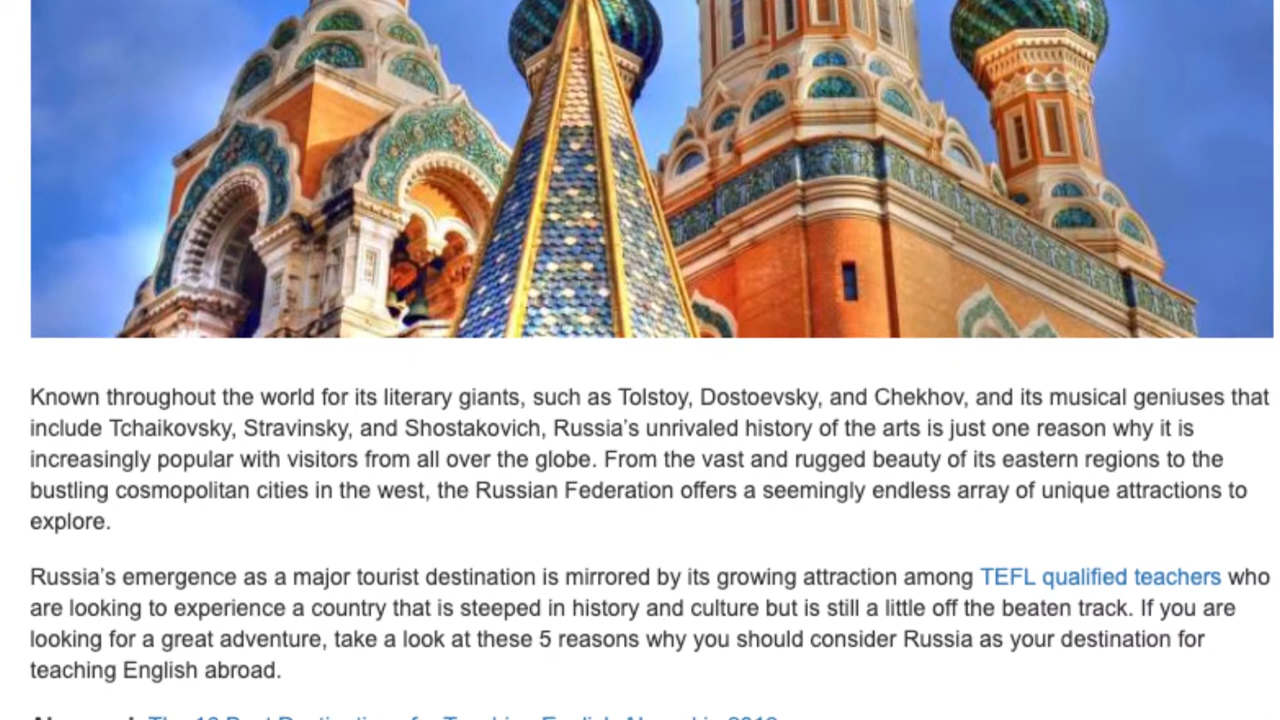 Known throughout the world for its literary giants, such as Tolstoy, Dostoevsky, and Chekhov, and its musical geniuses that
include Tchaikovsky, Stravinsky, and Shostakovich, Russia’s unrivaled history of the arts is just one reason why it is
increasingly popular with visitors from all over the globe. From the vast and rugged beauty of its eastern regions to the
bustling cosmopolitan cities in the west, the Russian Federation offers a seemingly endless array of unique attractions to
explore.
Russia’s emergence as a major tourist destination is mirrored by its growing attraction among TEFL qualified teachers who
are looking to experience a country that is steeped in history and culture but is still a little off the beaten track. If you are
looking for a great adventure, take a look at these 5 reasons why you should consider Russia as your destination for
teaching English abroad.